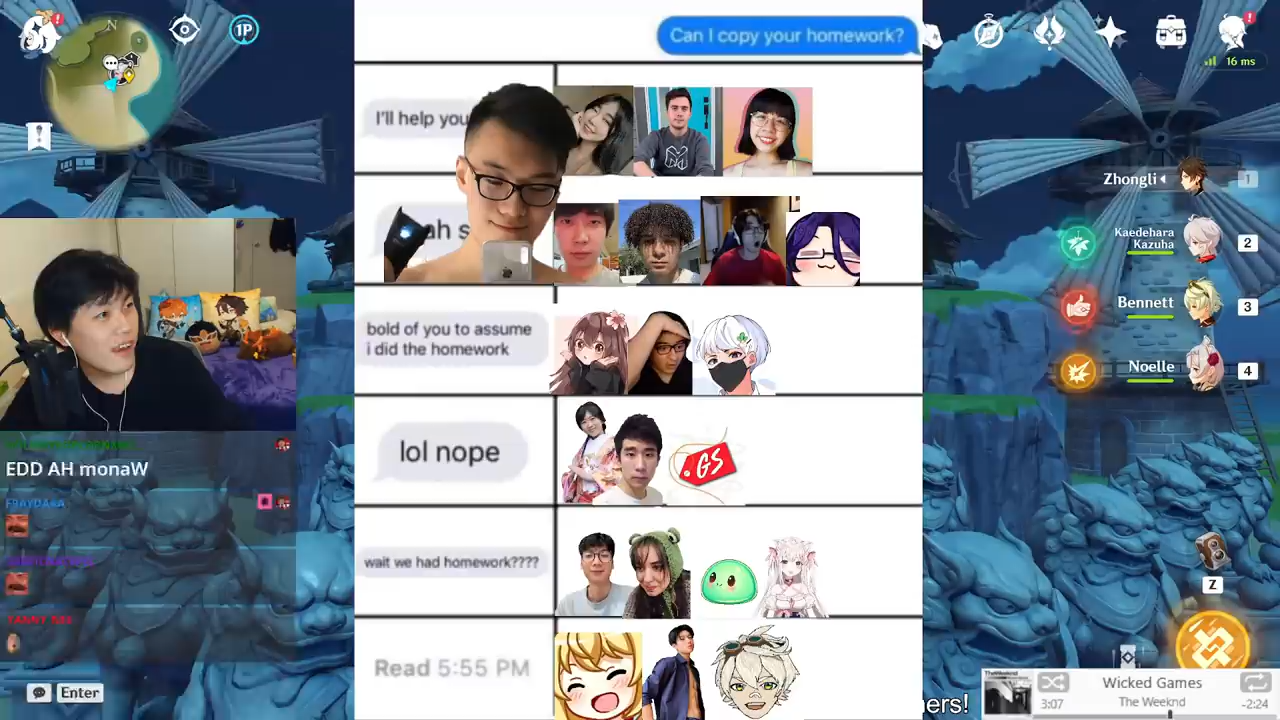 N
1P
Can I copy your homework?
16 ms
I'll help you
ah s
Zhongli
1
Kaedehara
Kazuha
2
Bennett
3
Noelle
4
bold of you to assume
i did the homework
lol nope
GS
EDD AH monaW
wait we had homework????
Z
Read 5:55 PM
Enter
ers!
Wicked Games
The Weeknd
3:07
-2:24